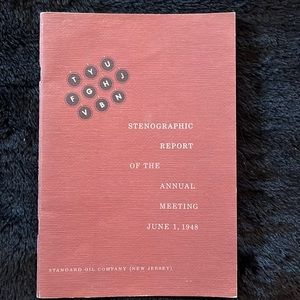 T Y U
F G H J
V B N
STENOGRAPHIC
REPORT
OF THE
ANNUAL
MEETING
JUNE 1, 1948
STANDARD OIL COMPANY (NEW JERSEY)